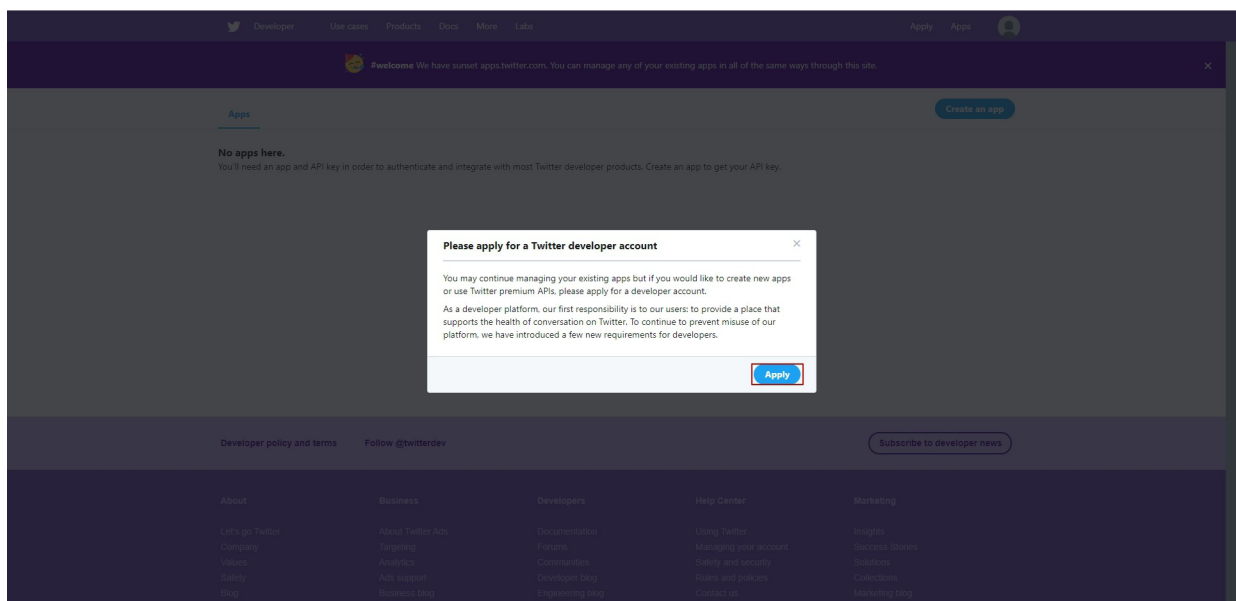 Developer Use cases Products Docs More Labs Apply Apps
#welcome We have sunset apps.twitter.com. You can manage any of your existing apps in all of the same ways through this site.
Apps Create an app
No apps here.
You'll need an app and API key in order to authenticate and integrate with most Twitter developer products. Create an app to get your API key.
Please apply for a Twitter developer account
You may continue managing your existing apps but if you would like to create new apps
or use Twitter premium APIs, please apply for a developer account.
As a developer platform, our first responsibility is to our users: to provide a place that
supports the health of conversation on Twitter. To continue to prevent misuse of our
platform, we have introduced a few new requirements for developers.
Apply
Developer policy and terms Follow @twitterdev Subscribe to developer news
About Business Developers Help Center Marketing
Let's go Twitter About Twitter Ads Documentation Using Twitter Insights
Company Targeting Forums Managing your account Success Stories
Values Analytics Communities Safety and security Solutions
Safety Ads support Developer blog Rules and policies Collections
Blog Business blog Engineering blog Contact us Marketing blog